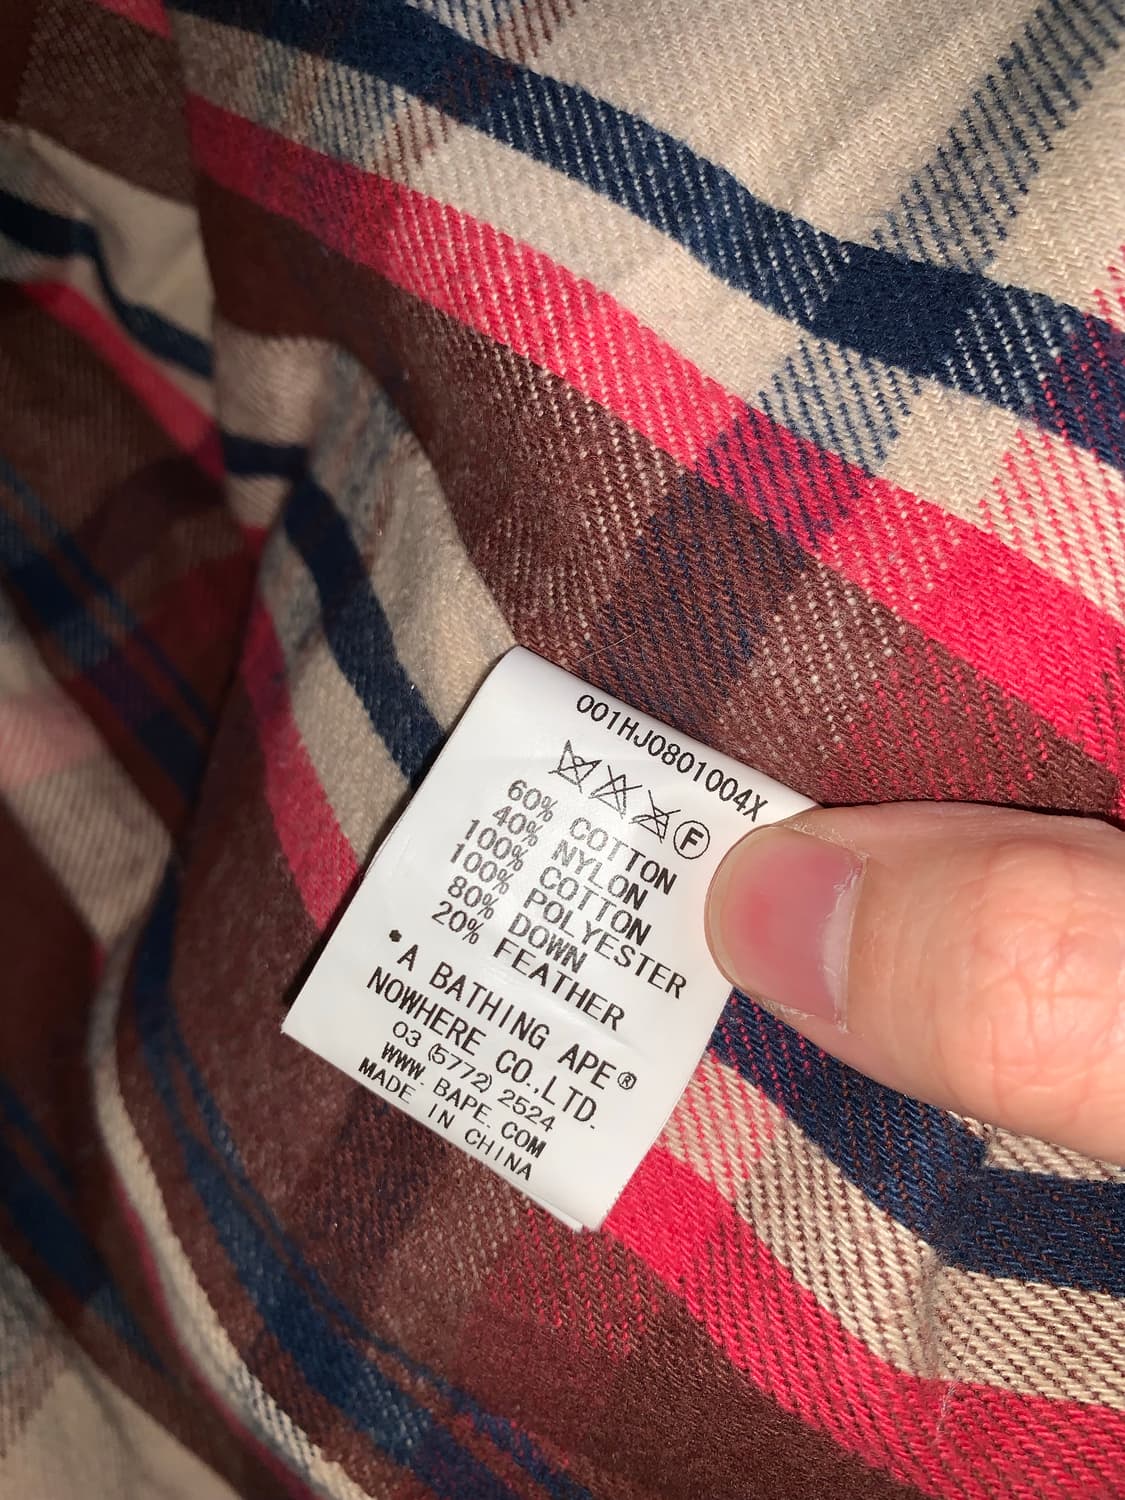 001HJ0801004X
F
60% COTTON
40% NYLON
100% COTTON
100% POLYESTER
80% DOWN
20% FEATHER
*A BATHING APE®
NOWHERE CO.,LTD.
03 (5772) 2524
WWW.BAPE.COM
MADE IN CHINA